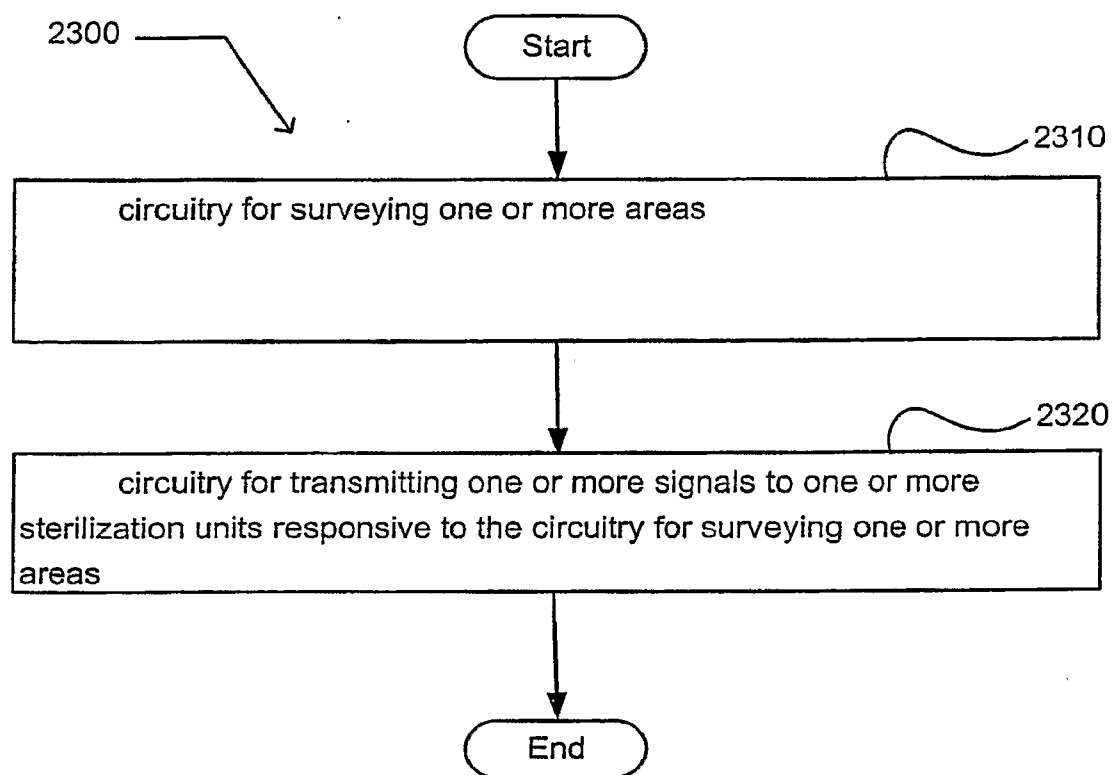 2300
Start
2310
circuitry for surveying one or more areas
2320
circuitry for transmitting one or more signals to one or more
sterilization units responsive to the circuitry for surveying one or more
areas
End